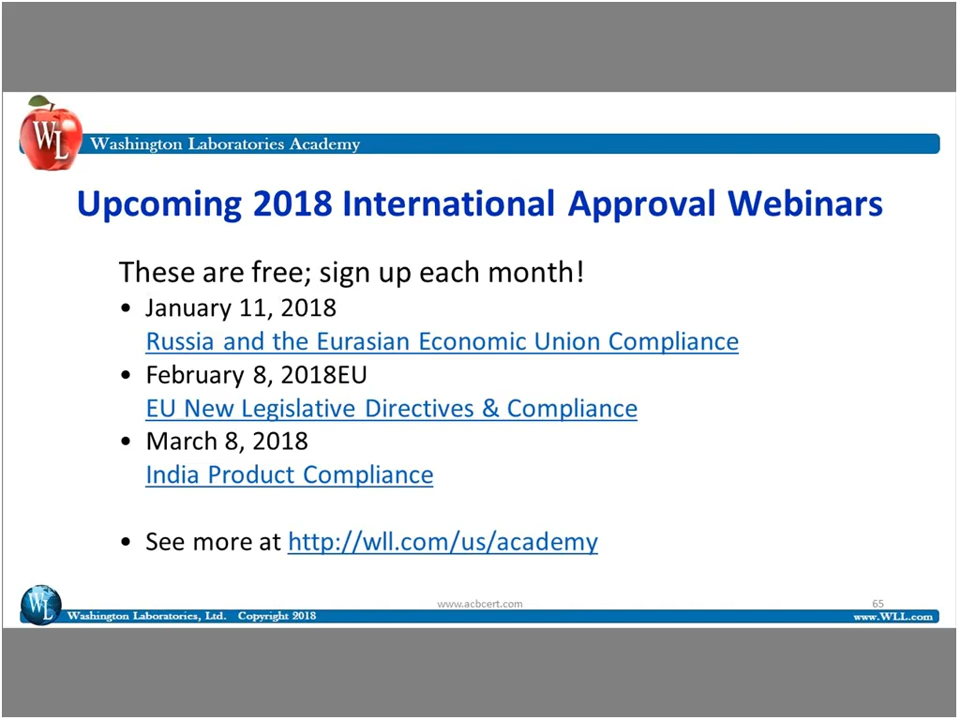 WL
Washington Laboratories Academy
Upcoming 2018 International Approval Webinars
These are free; sign up each month!
• January 11, 2018
Russia and the Eurasian Economic Union Compliance
• February 8, 2018EU
EU New Legislative Directives & Compliance
• March 8, 2018
India Product Compliance
• See more at http://wll.com/us/academy
www.acbcert.com 65
WL
Washington Laboratories, Ltd. Copyright 2018 www.WLL.com